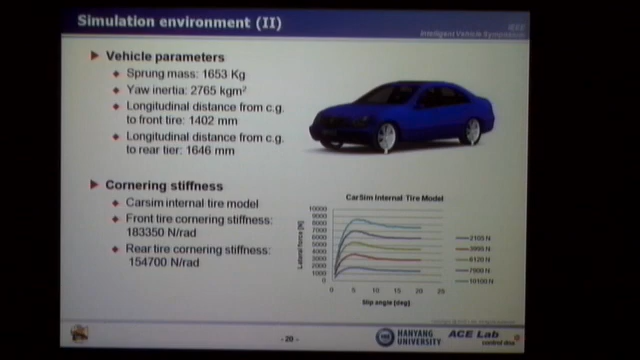 Simulation environment (II)
IEEE
Intelligent Vehicle Symposium
Vehicle parameters
Sprung mass: 1653 Kg
Yaw inertia: 2765 kgm²
Longitudinal distance from c.g.
to front tire: 1402 mm
Longitudinal distance from c.g.
to rear tier: 1646 mm
Cornering stiffness
Carsim internal tire model
Front tire cornering stiffness:
183350 N/rad
Rear tire cornering stiffness:
154700 N/rad
CarSim Internal Tire Model
Lateral force [N]
10000
9000
8000
7000
6000
5000
4000
3000
2000
1000
0
0 5 10 15 20 25
Slip angle [deg]
2105 N
3955 N
6120 N
7900 N
10100 N
- 20 -
HANYANG
UNIVERSITY
ACE Lab